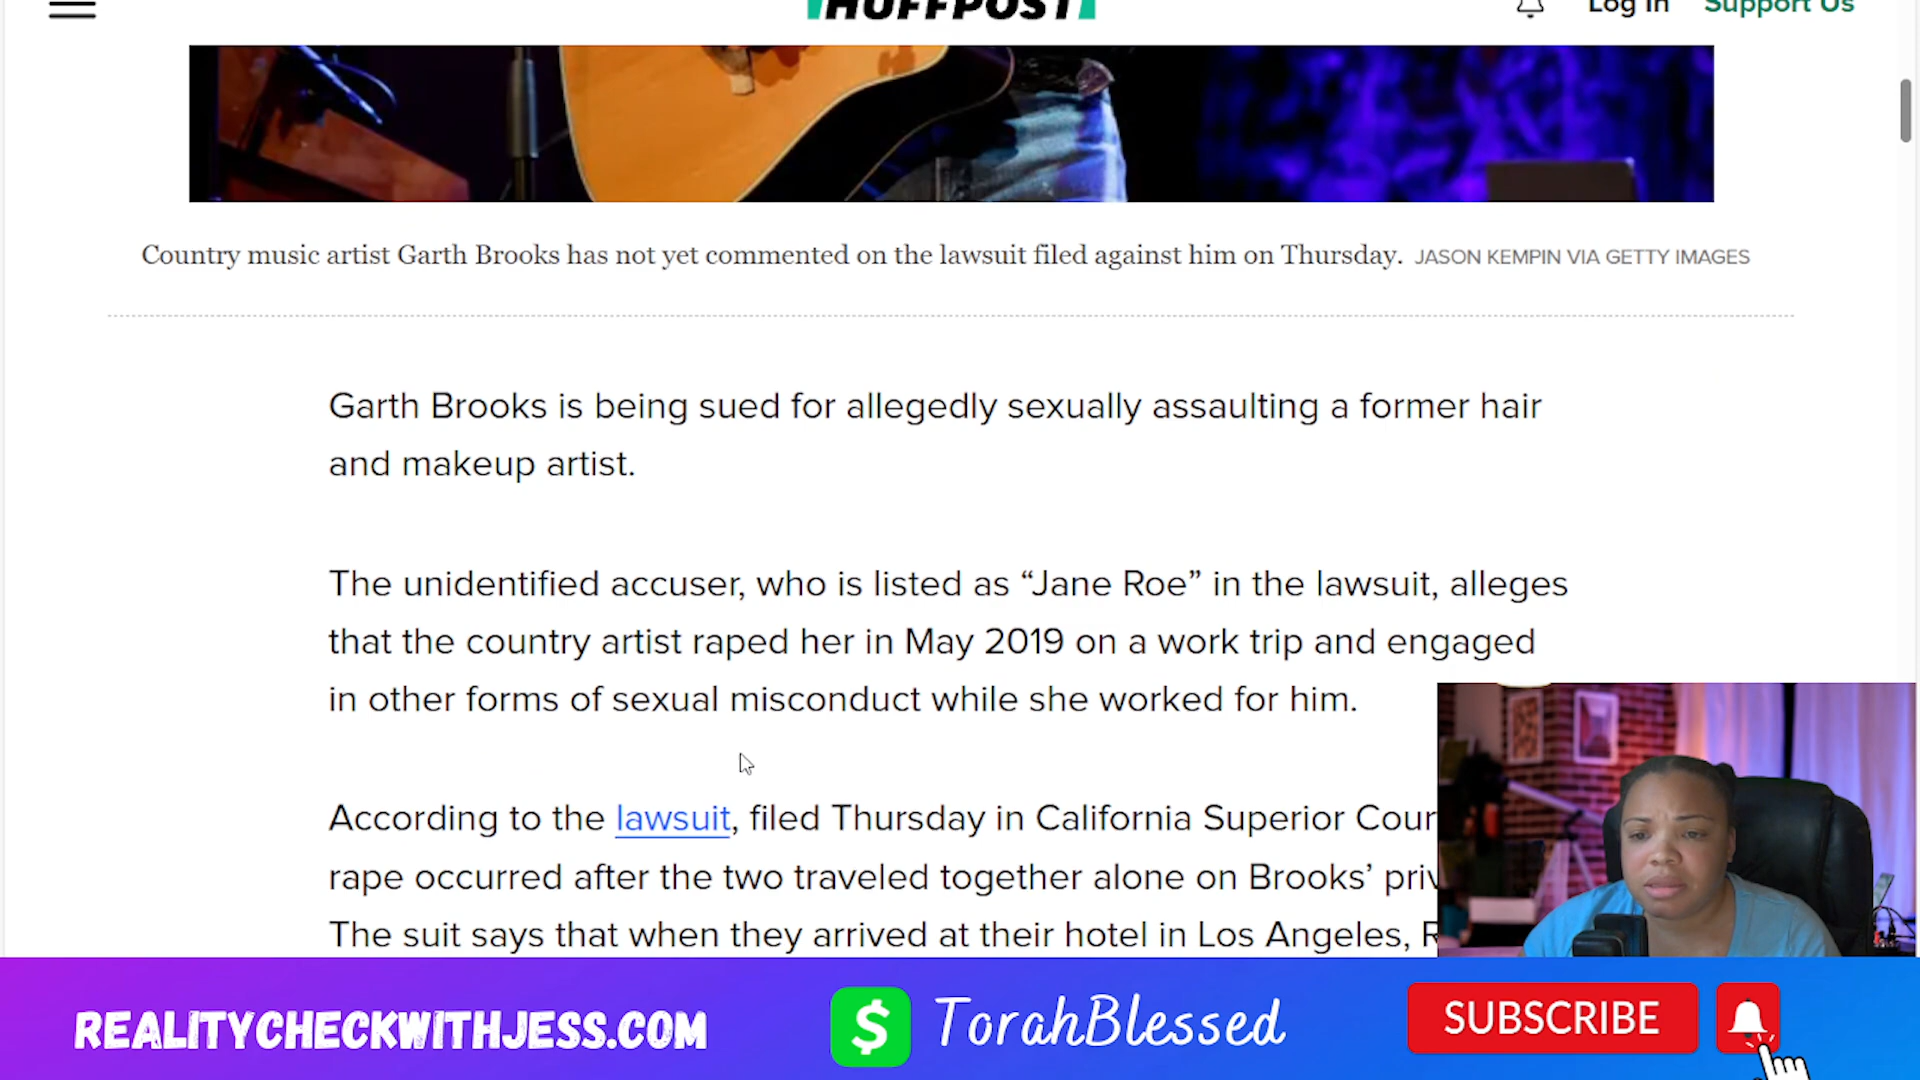 HUFFPOST
Log In Support Us
Country music artist Garth Brooks has not yet commented on the lawsuit filed against him on Thursday. JASON KEMPIN VIA GETTY IMAGES
Garth Brooks is being sued for allegedly sexually assaulting a former hair
and makeup artist.
The unidentified accuser, who is listed as “Jane Roe” in the lawsuit, alleges
that the country artist raped her in May 2019 on a work trip and engaged
in other forms of sexual misconduct while she worked for him.
According to the lawsuit, filed Thursday in California Superior Cour
rape occurred after the two traveled together alone on Brooks’ priv
The suit says that when they arrived at their hotel in Los Angeles, R
REALITYCHECKWITHJESS.COM
$ TorahBlessed
SUBSCRIBE